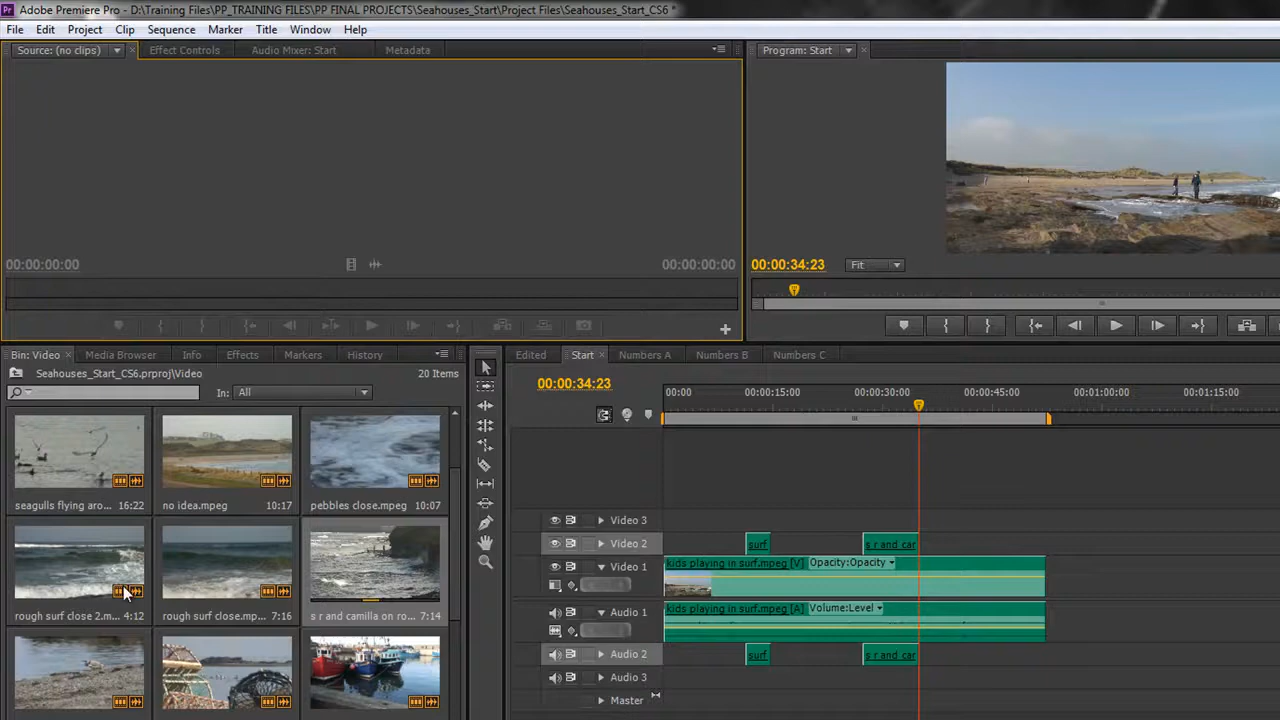 Pr Adobe Premiere Pro - D:\Training Files\PP_TRAINING FILES\PP FINAL PROJECTS\Seahouses_Start\Project Files\Seahouses_Start_CS6 *
File Edit Project Clip Sequence Marker Title Window Help
Source: (no clips) Effect Controls Audio Mixer: Start Metadata
Program: Start
00:00:00:00 00:00:00:00
00:00:34:23 Fit
Bin: Video Media Browser Info Effects Markers History
Seahouses_Start_CS6.prproj\Video 20 Items
In: All
seagulls flying aro... 16:22
no idea.mpeg 10:17
pebbles close.mpeg 10:07
rough surf close 2.m... 4:12
rough surf close.mp... 7:16
s r and camilla on ro... 7:14
Edited Start Numbers A Numbers B Numbers C
00:00:34:23
00:00 00:00:15:00 00:00:30:00 00:00:45:00 00:01:00:00 00:01:15:00
Video 3
Video 2 surf s r and car
Video 1 kids playing in surf.mpeg [V] Opacity:Opacity
Audio 1 kids playing in surf.mpeg [A] Volume:Level
Audio 2 surf s r and car
Audio 3
Master